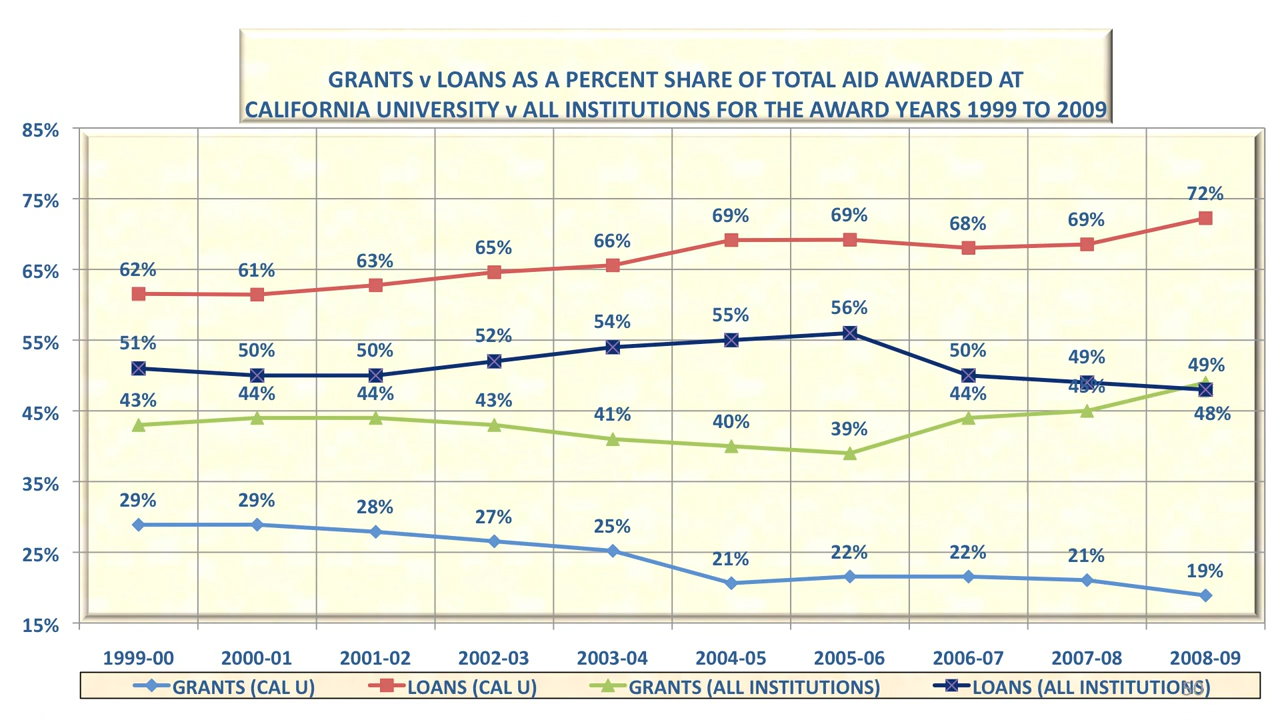 GRANTS v LOANS AS A PERCENT SHARE OF TOTAL AID AWARDED AT
CALIFORNIA UNIVERSITY v ALL INSTITUTIONS FOR THE AWARD YEARS 1999 TO 2009
85%
75%
65%
55%
45%
35%
25%
15%
62% 61% 63% 65% 66% 69% 69% 68% 69% 72%
51% 50% 50% 52% 54% 55% 56% 50% 49% 48%
43% 44% 44% 43% 41% 40% 39% 44% 45% 49%
29% 29% 28% 27% 25% 21% 22% 22% 21% 19%
1999-00 2000-01 2001-02 2002-03 2003-04 2004-05 2005-06 2006-07 2007-08 2008-09
GRANTS (CAL U) LOANS (CAL U) GRANTS (ALL INSTITUTIONS) LOANS (ALL INSTITUTIONS)